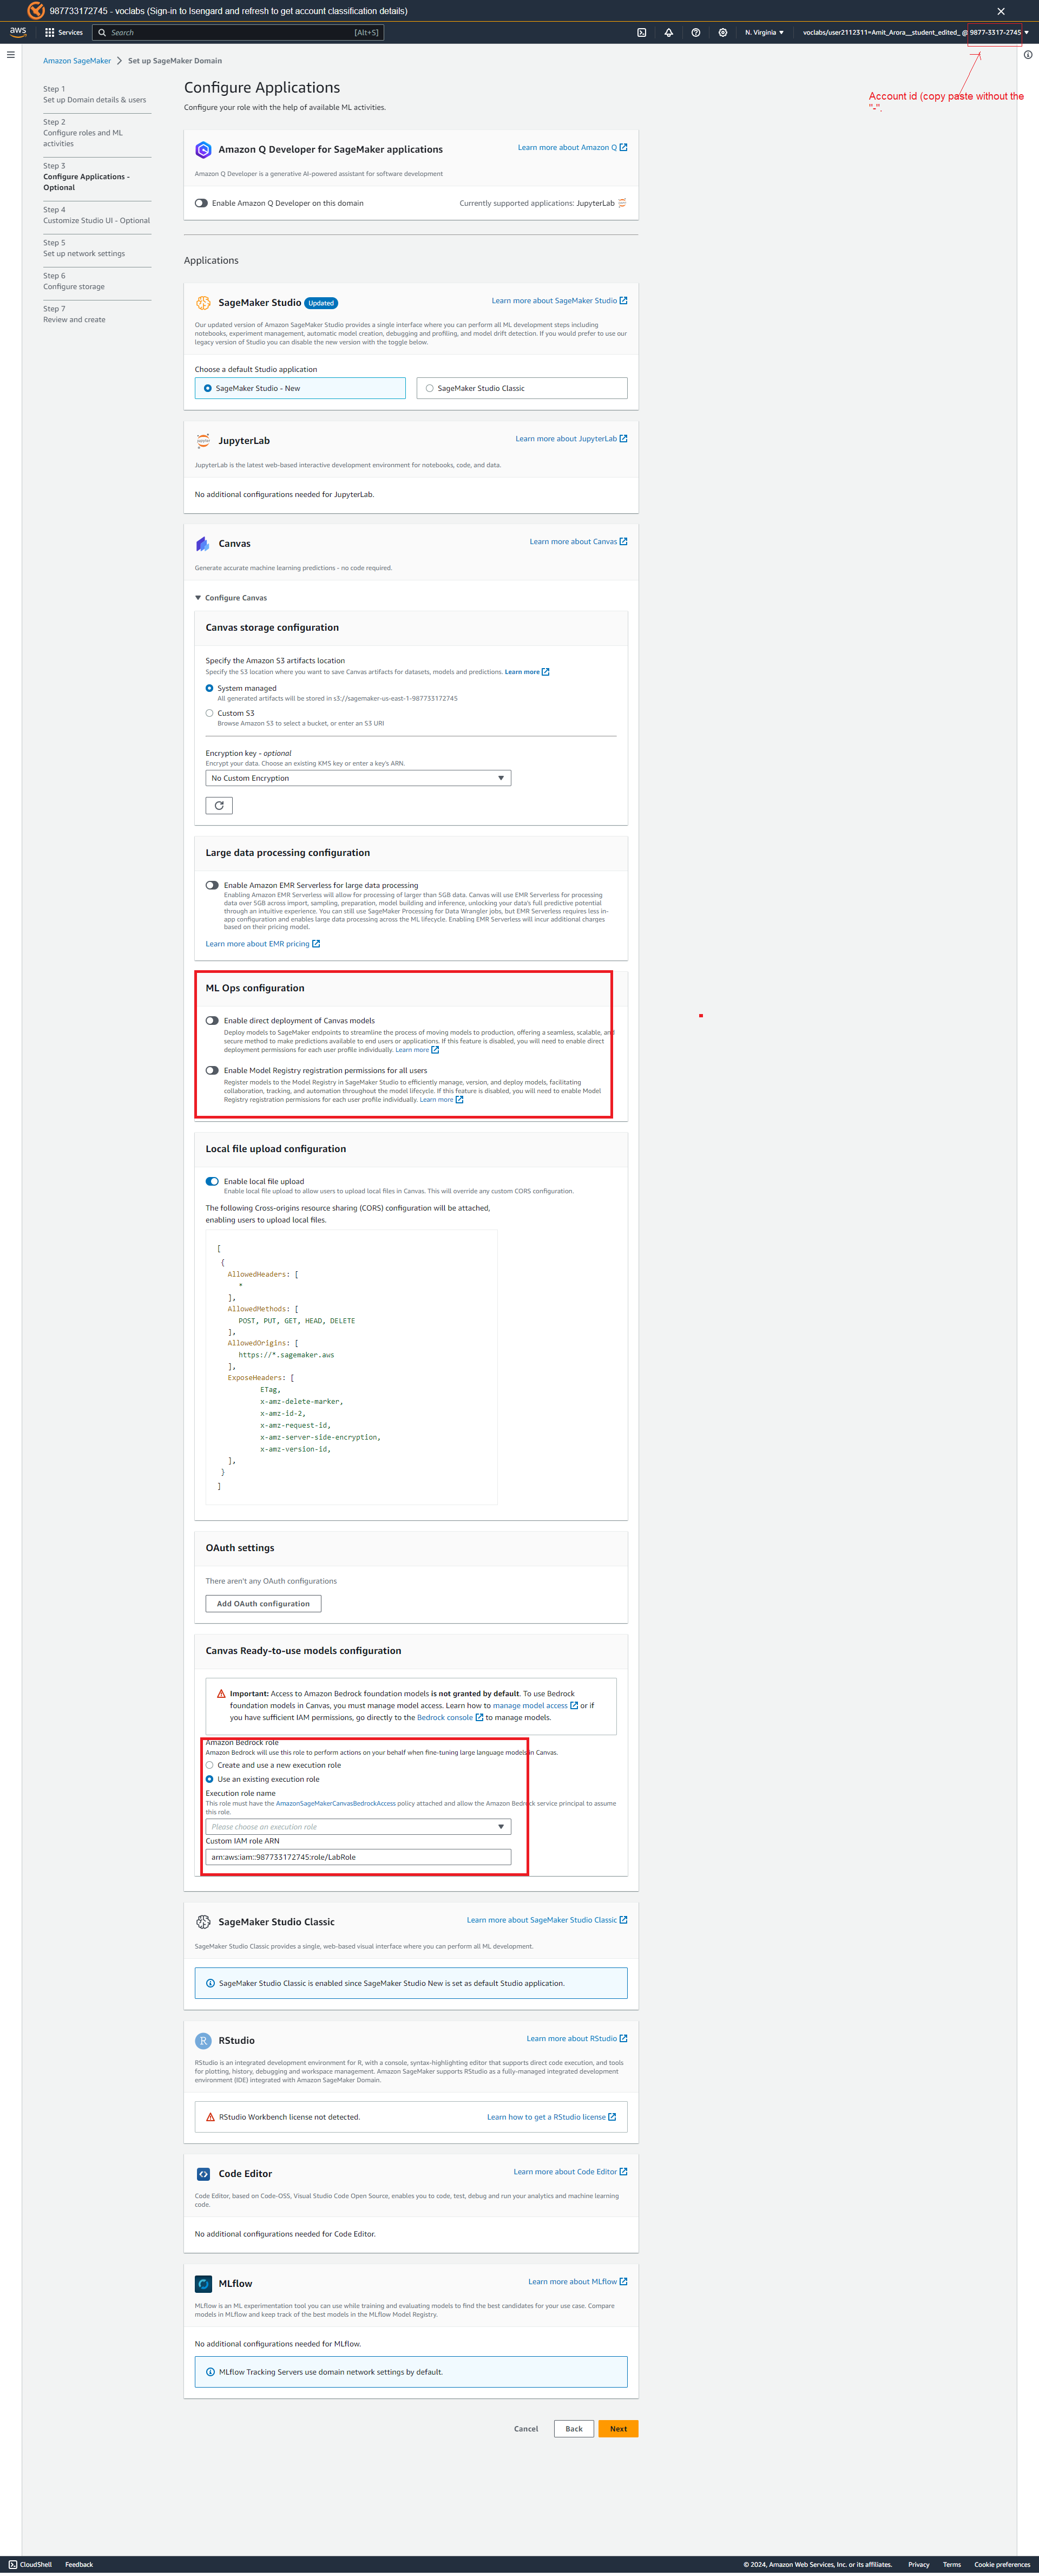 987733172745 - voclabs (Sign-in to Isengard and refresh to get account classification details)
aws
Services
Search
[Alt+S]
N. Virginia
voclabs/user2112311=Amit_Arora__student_edited_ @ 9877-3317-2745
Account id (copy paste without the
"-".
Amazon SageMaker
Set up SageMaker Domain
Step 1
Set up Domain details & users
Step 2
Configure roles and ML
activities
Step 3
Configure Applications -
Optional
Step 4
Customize Studio UI - Optional
Step 5
Set up network settings
Step 6
Configure storage
Step 7
Review and create
Configure Applications
Configure your role with the help of available ML activities.
Amazon Q Developer for SageMaker applications
Learn more about Amazon Q
Amazon Q Developer is a generative AI-powered assistant for software development
Enable Amazon Q Developer on this domain
Currently supported applications: JupyterLab
Applications
SageMaker Studio Updated
Learn more about SageMaker Studio
Our updated version of Amazon SageMaker Studio provides a single interface where you can perform all ML development steps including
notebooks, experiment management, automatic model creation, debugging and profiling, and model drift detection. If you would prefer to use our
legacy version of Studio you can disable the new version with the toggle below.
Choose a default Studio application
SageMaker Studio - New
SageMaker Studio Classic
JupyterLab
Learn more about JupyterLab
JupyterLab is the latest web-based interactive development environment for notebooks, code, and data.
No additional configurations needed for JupyterLab.
Canvas
Learn more about Canvas
Generate accurate machine learning predictions - no code required.
Configure Canvas
Canvas storage configuration
Specify the Amazon S3 artifacts location
Specify the S3 location where you want to save Canvas artifacts for datasets, models and predictions. Learn more
System managed
All generated artifacts will be stored in s3://sagemaker-us-east-1-987733172745
Custom S3
Browse Amazon S3 to select a bucket, or enter an S3 URI
Encryption key - optional
Encrypt your data. Choose an existing KMS key or enter a key's ARN.
No Custom Encryption
Large data processing configuration
Enable Amazon EMR Serverless for large data processing
Enabling Amazon EMR Serverless will allow for processing of larger than 5GB data. Canvas will use EMR Serverless for processing
data over 5GB across import, sampling, preparation, model building and inference, unlocking your data's full predictive potential
through an intuitive experience. You can still use SageMaker Processing for Data Wrangler jobs, but EMR Serverless requires less in-
app configuration and enables large data processing across the ML lifecycle. Enabling EMR Serverless will incur additional charges
based on their pricing model.
Learn more about EMR pricing
ML Ops configuration
Enable direct deployment of Canvas models
Deploy models to SageMaker endpoints to streamline the process of moving models to production, offering a seamless, scalable, and
secure method to make predictions available to end users or applications. If this feature is disabled, you will need to enable direct
deployment permissions for each user profile individually. Learn more
Enable Model Registry registration permissions for all users
Register models to the Model Registry in SageMaker Studio to efficiently manage, version, and deploy models, facilitating
collaboration, tracking, and automation throughout the model lifecycle. If this feature is disabled, you will need to enable Model
Registry registration permissions for each user profile individually. Learn more
Local file upload configuration
Enable local file upload
Enable local file upload to allow users to upload local files in Canvas. This will override any custom CORS configuration.
The following Cross-origins resource sharing (CORS) configuration will be attached,
enabling users to upload local files.
[
{
AllowedHeaders: [
*
],
AllowedMethods: [
POST, PUT, GET, HEAD, DELETE
],
AllowedOrigins: [
https://*.sagemaker.aws
],
ExposeHeaders: [
ETag,
x-amz-delete-marker,
x-amz-id-2,
x-amz-request-id,
x-amz-server-side-encryption,
x-amz-version-id,
],
}
]
OAuth settings
There aren't any OAuth configurations
Add OAuth configuration
Canvas Ready-to-use models configuration
Important: Access to Amazon Bedrock foundation models is not granted by default. To use Bedrock
foundation models in Canvas, you must manage model access. Learn how to manage model access or if
you have sufficient IAM permissions, go directly to the Bedrock console to manage models.
Amazon Bedrock role
Amazon Bedrock will use this role to perform actions on your behalf when fine-tuning large language models in Canvas.
Create and use a new execution role
Use an existing execution role
Execution role name
This role must have the AmazonSageMakerCanvasBedrockAccess policy attached and allow the Amazon Bedrock service principal to assume
this role.
Please choose an execution role
Custom IAM role ARN
arn:aws:iam::987733172745:role/LabRole
SageMaker Studio Classic
Learn more about SageMaker Studio Classic
SageMaker Studio Classic provides a single, web-based visual interface where you can perform all ML development.
SageMaker Studio Classic is enabled since SageMaker Studio New is set as default Studio application.
R
RStudio
Learn more about RStudio
RStudio is an integrated development environment for R, with a console, syntax-highlighting editor that supports direct code execution, and tools
for plotting, history, debugging and workspace management. Amazon SageMaker supports RStudio as a fully-managed integrated development
environment (IDE) integrated with Amazon SageMaker Domain.
RStudio Workbench license not detected.
Learn how to get a RStudio license
Code Editor
Learn more about Code Editor
Code Editor, based on Code-OSS, Visual Studio Code Open Source, enables you to code, test, debug and run your analytics and machine learning
code.
No additional configurations needed for Code Editor.
MLflow
Learn more about MLflow
MLflow is an ML experimentation tool you can use while training and evaluating models to find the best candidates for your use case. Compare
models in MLflow and keep track of the best models in the MLflow Model Registry.
No additional configurations needed for MLflow.
MLflow Tracking Servers use domain network settings by default.
Cancel
Back
Next
CloudShell
Feedback
© 2024, Amazon Web Services, Inc. or its affiliates.
Privacy
Terms
Cookie preferences